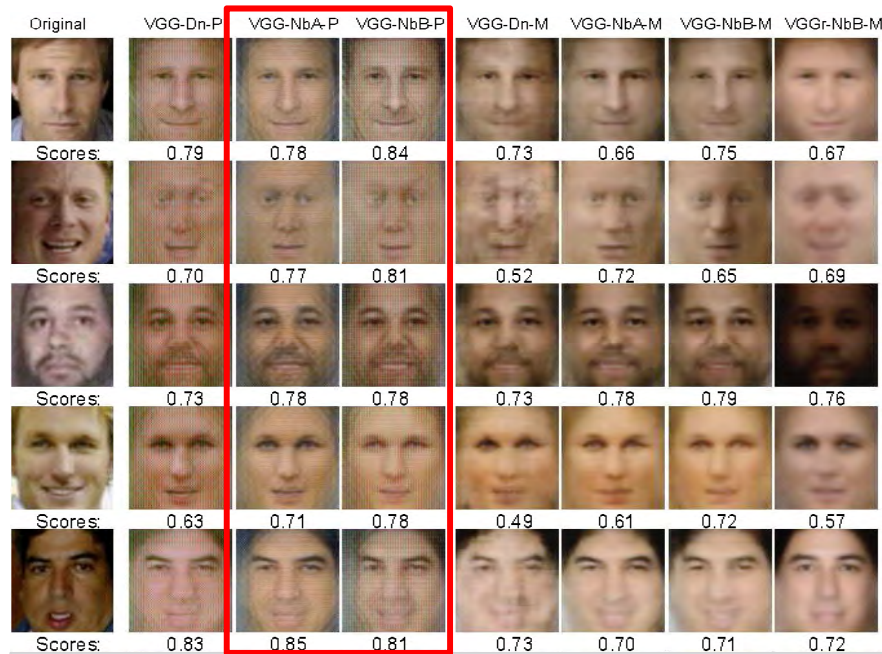 Original VGG-Dn-P VGG-NbA-P VGG-NbB-P VGG-Dn-M VGG-NbA-M VGG-NbB-M VGGr-NbB-M
Scores: 0.79 0.78 0.84 0.73 0.66 0.75 0.67
Scores: 0.70 0.77 0.81 0.52 0.72 0.65 0.69
Scores: 0.73 0.78 0.78 0.73 0.78 0.79 0.76
Scores: 0.63 0.71 0.78 0.49 0.61 0.72 0.57
Scores: 0.83 0.85 0.81 0.73 0.70 0.71 0.72